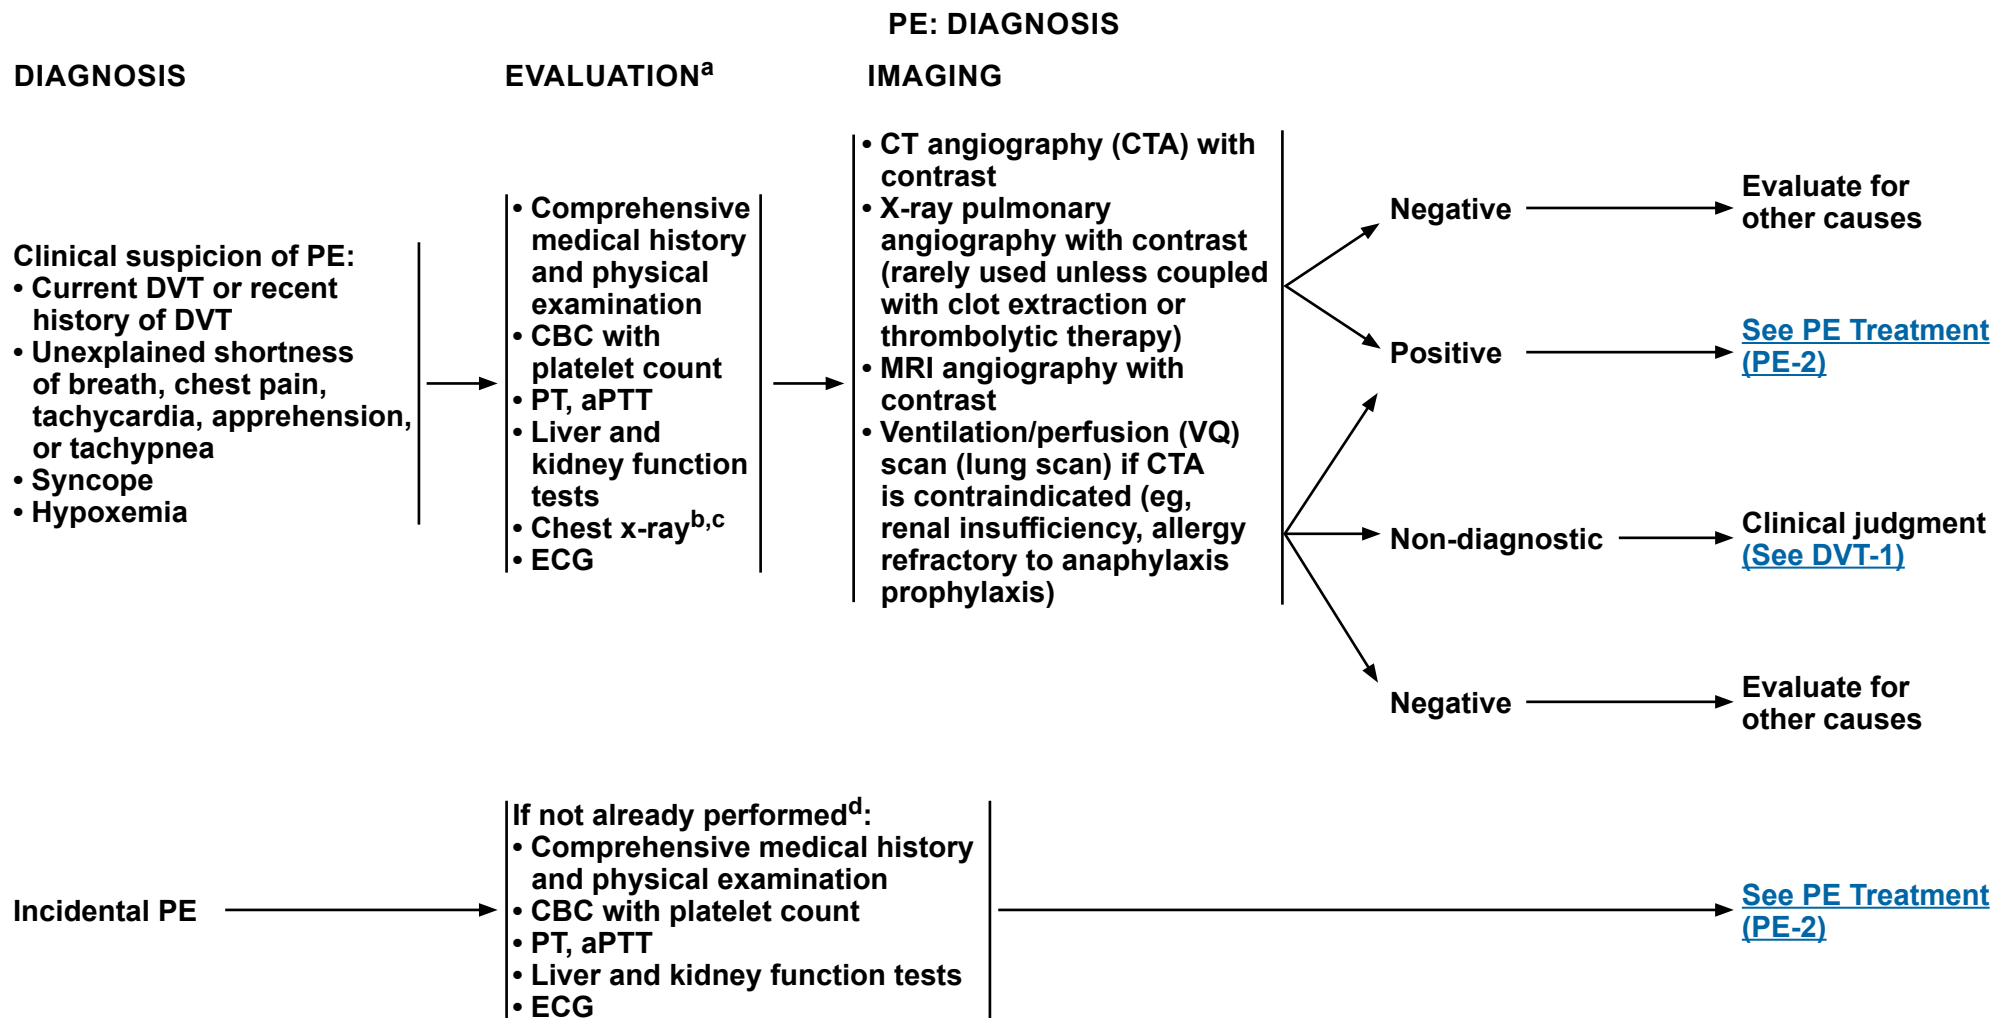 PE: DIAGNOSIS
DIAGNOSIS
EVALUATIONa
IMAGING
Clinical suspicion of PE:
• Current DVT or recent
history of DVT
• Unexplained shortness
of breath, chest pain,
tachycardia, apprehension,
or tachypnea
• Syncope
• Hypoxemia
• Comprehensive
medical history
and physical
examination
• CBC with
platelet count
• PT, aPTT
• Liver and
kidney function
tests
• Chest x-rayb,c
• ECG
• CT angiography (CTA) with
contrast
• X-ray pulmonary
angiography with contrast
(rarely used unless coupled
with clot extraction or
thrombolytic therapy)
• MRI angiography with
contrast
• Ventilation/perfusion (VQ)
scan (lung scan) if CTA
is contraindicated (eg,
renal insufficiency, allergy
refractory to anaphylaxis
prophylaxis)
Negative
Evaluate for
other causes
Positive
See PE Treatment
(PE-2)
Non-diagnostic
Clinical judgment
(See DVT-1)
Negative
Evaluate for
other causes
Incidental PE
If not already performedd:
• Comprehensive medical history
and physical examination
• CBC with platelet count
• PT, aPTT
• Liver and kidney function tests
• ECG
See PE Treatment
(PE-2)